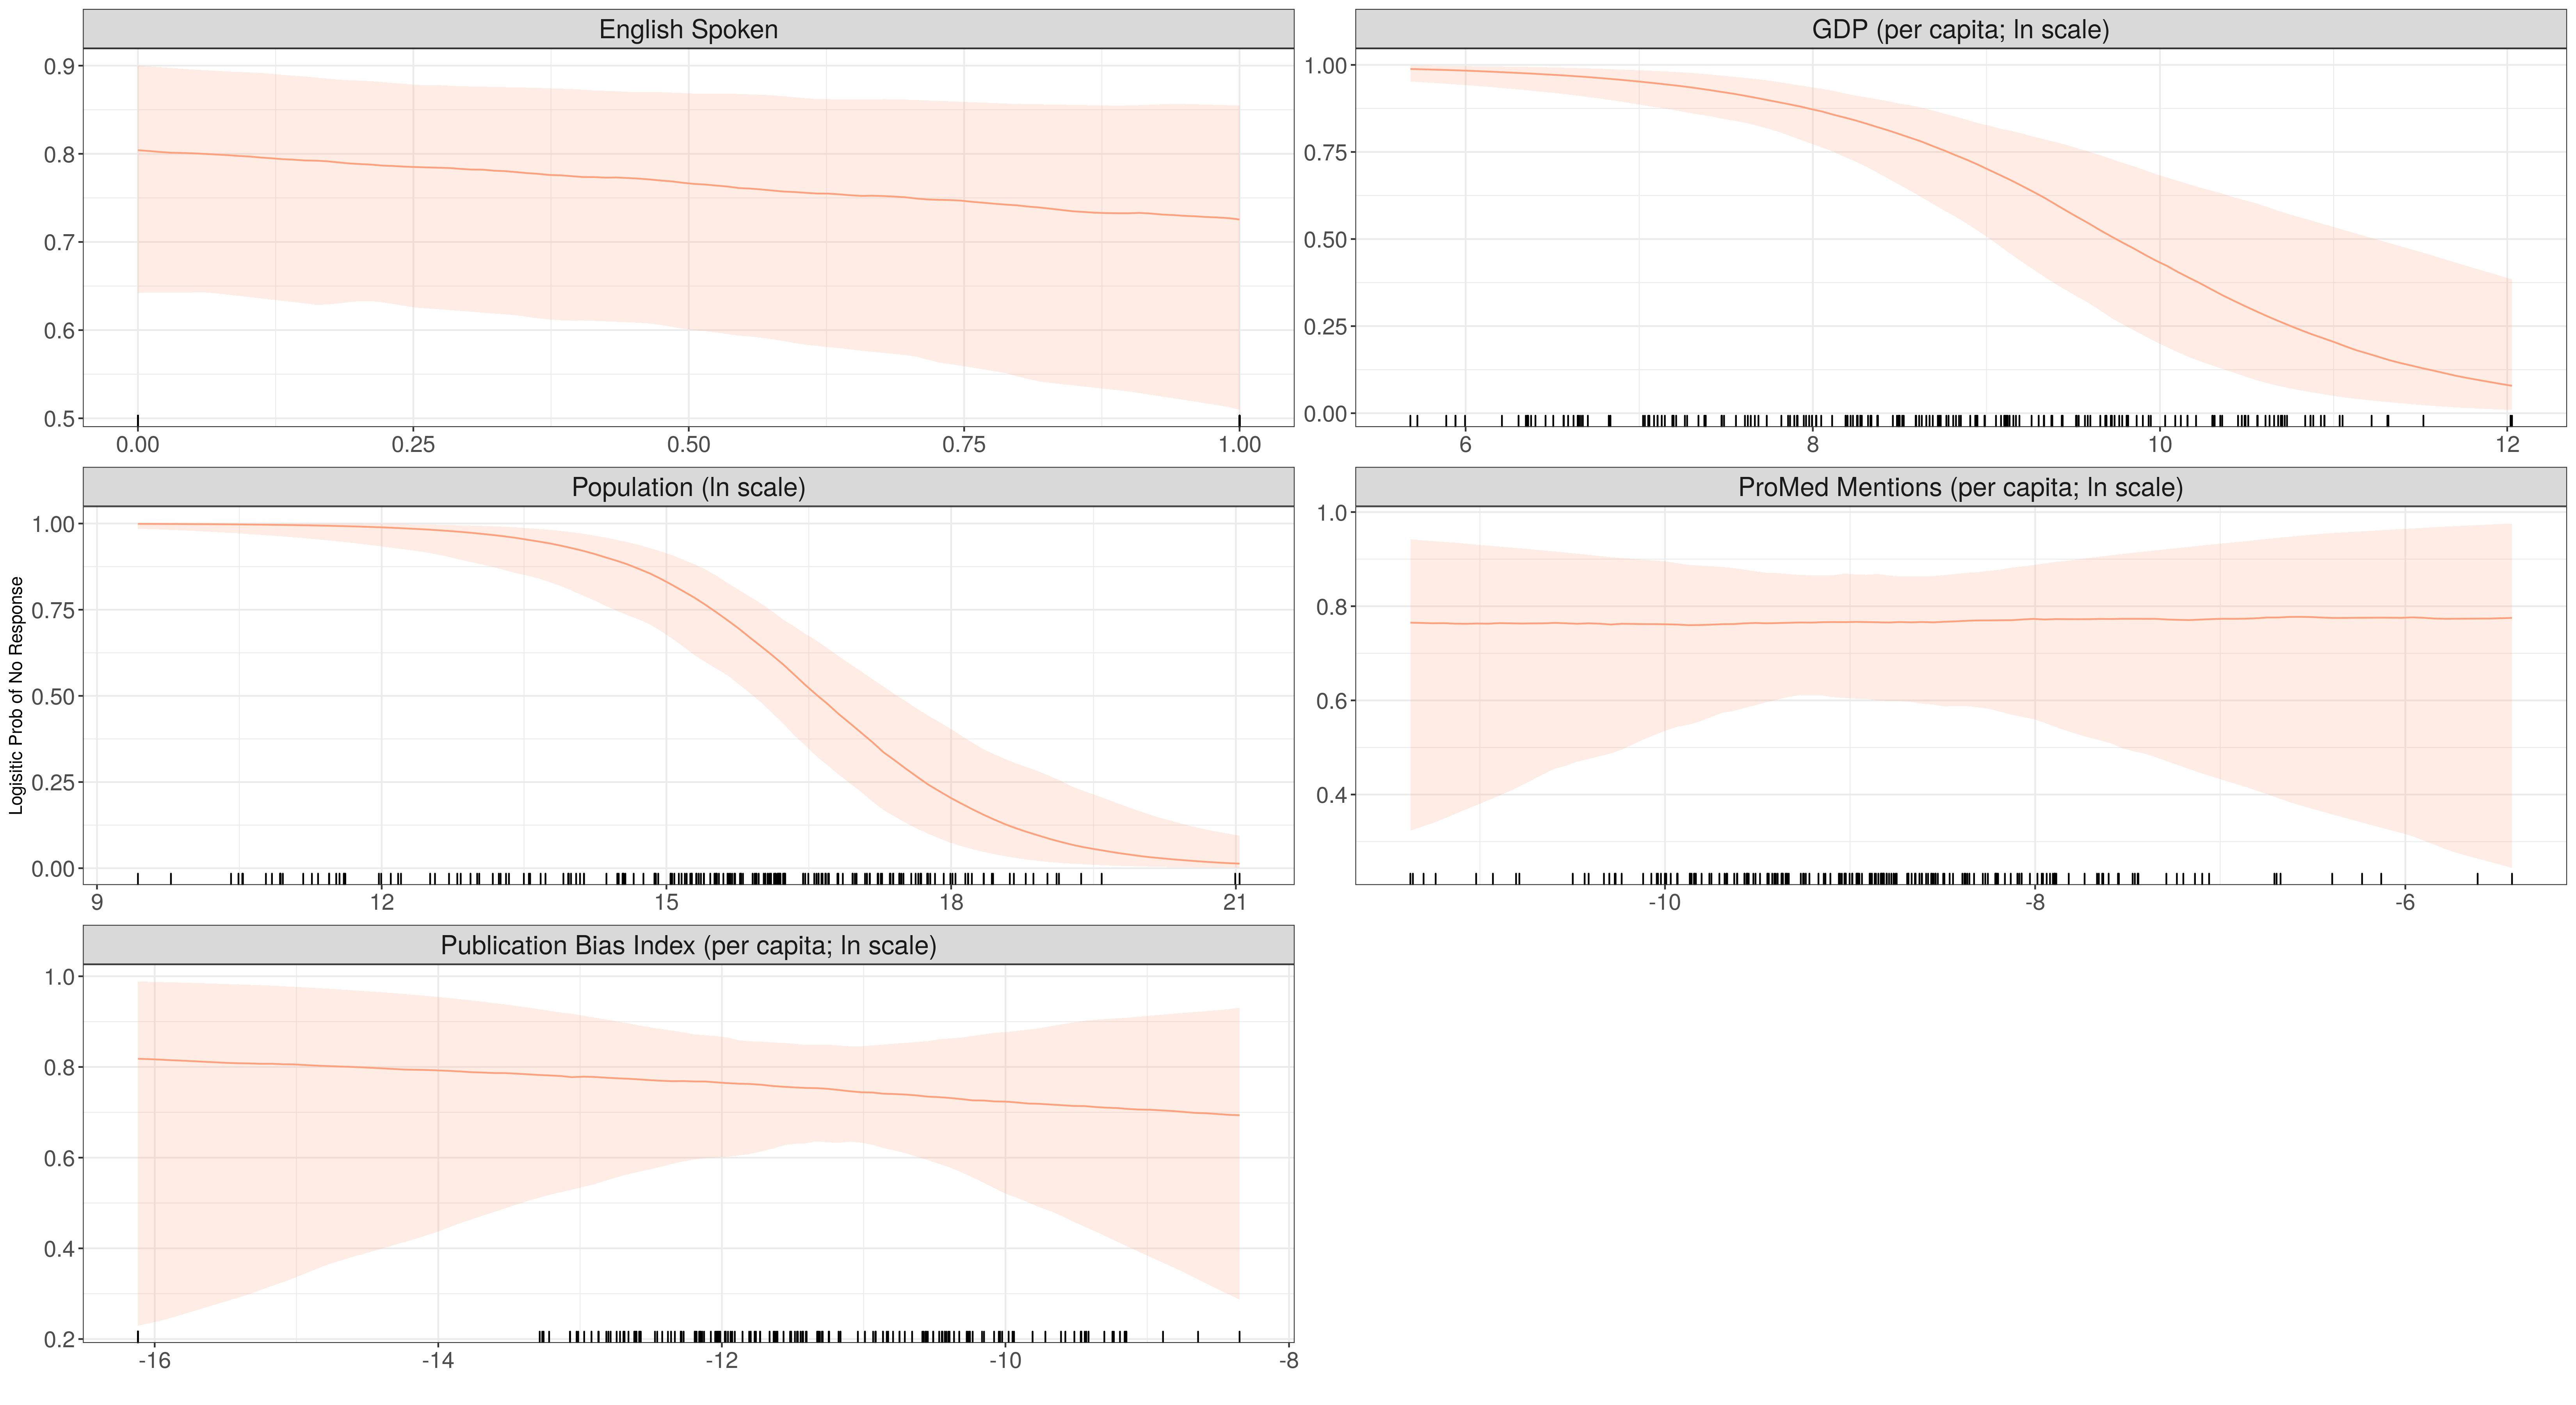 English Spoken
0.9
0.8
0.7
0.6
0.5
0.00 0.25 0.50 0.75 1.00
GDP (per capita; ln scale)
1.00
0.75
0.50
0.25
0.00
6 8 10 12
Logisitic Prob of No Response
Population (ln scale)
1.00
0.75
0.50
0.25
0.00
9 12 15 18 21
ProMed Mentions (per capita; ln scale)
1.0
0.8
0.6
0.4
-10 -8 -6
Publication Bias Index (per capita; ln scale)
1.0
0.8
0.6
0.4
0.2
-16 -14 -12 -10 -8